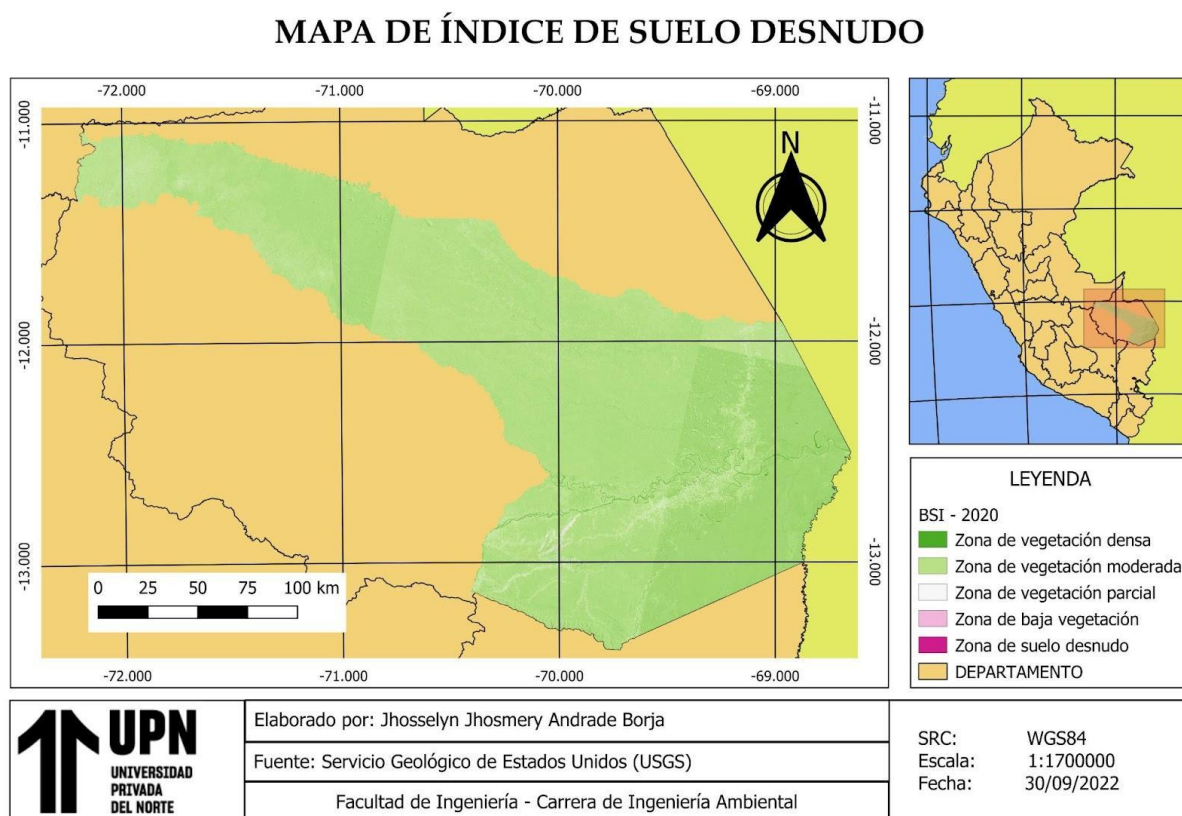 MAPA DE ÍNDICE DE SUELO DESNUDO
-72.000 -71.000 -70.000 -69.000
-11.000
-12.000
-13.000
N
-11.000
-12.000
-13.000
0 25 50 75 100 km
-72.000 -71.000 -70.000 -69.000
LEYENDA
BSI - 2020
Zona de vegetación densa
Zona de vegetación moderada
Zona de vegetación parcial
Zona de baja vegetación
Zona de suelo desnudo
DEPARTAMENTO
UPN
UNIVERSIDAD
PRIVADA
DEL NORTE
Elaborado por: Jhosselyn Jhosmery Andrade Borja
Fuente: Servicio Geológico de Estados Unidos (USGS)
Facultad de Ingeniería - Carrera de Ingeniería Ambiental
SRC: WGS84
Escala: 1:1700000
Fecha: 30/09/2022